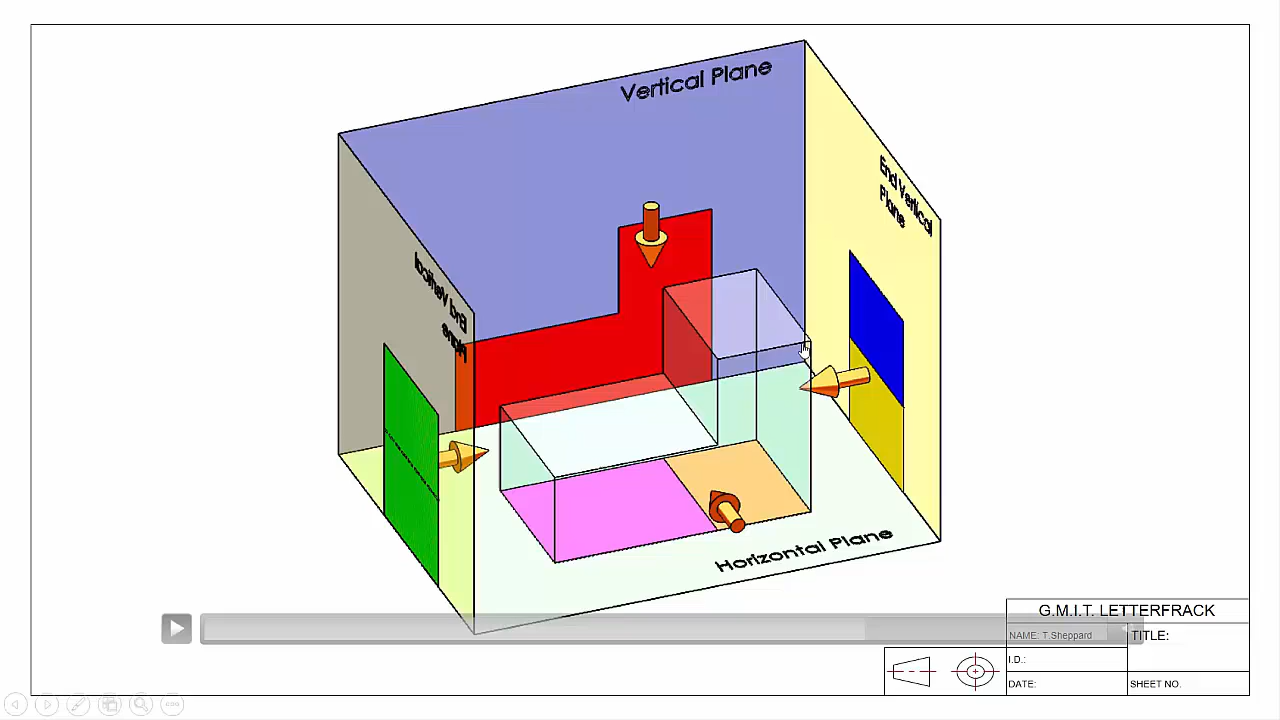 Vertical Plane
End Vertical
Plane
End Vertical
Plane
Horizontal Plane
G.M.I.T. LETTERFRACK
NAME: T.Sheppard
TITLE:
I.D.:
DATE:
SHEET NO.